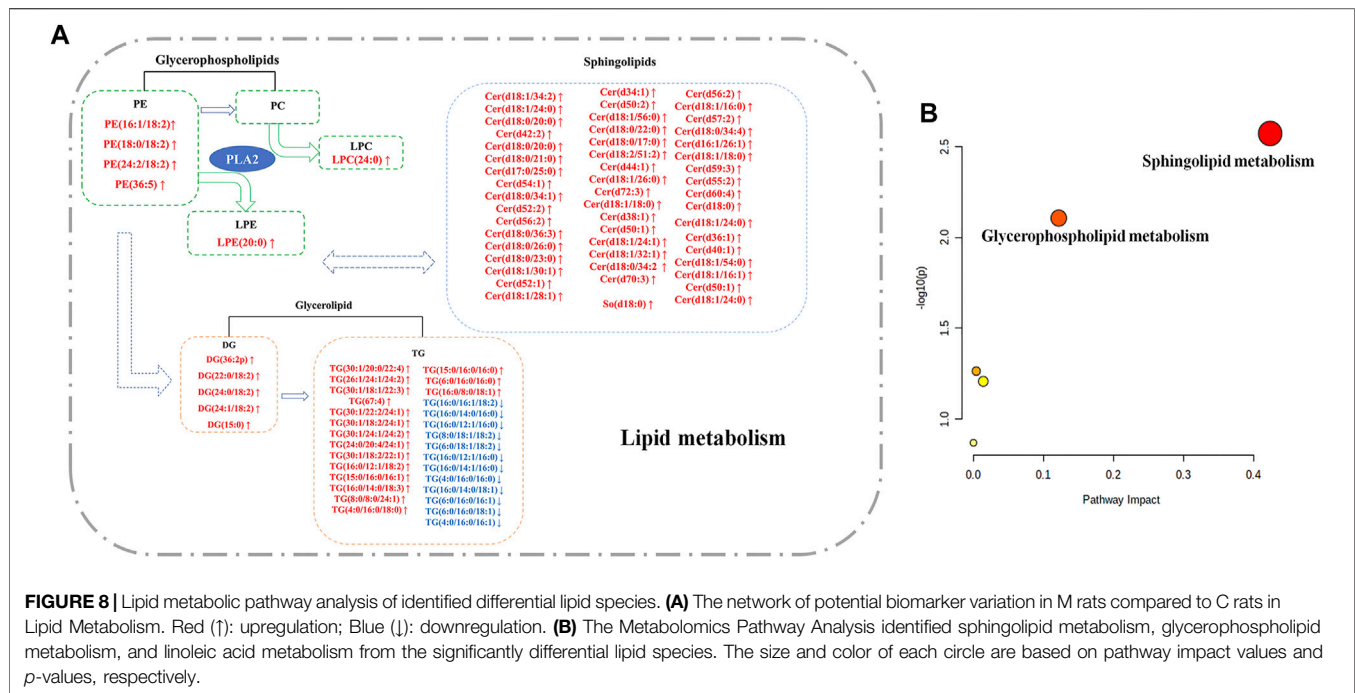 A
Glycerophospholipids
PE
PE(16:1/18:2)↑
PE(18:0/18:2)↑
PE(24:2/18:2)↑
PE(36:5) ↑
PC
PLA2
LPC
LPC(24:0) ↑
LPE
LPE(20:0) ↑
Sphingolipids
Cer(d18:1/34:2) ↑
Cer(d18:1/24:0) ↑
Cer(d18:0/20:0) ↑
Cer(d42:2) ↑
Cer(d18:0/20:0) ↑
Cer(d18:0/21:0) ↑
Cer(d17:0/25:0) ↑
Cer(d54:1) ↑
Cer(d18:0/34:1) ↑
Cer(d52:2) ↑
Cer(d56:2) ↑
Cer(d18:0/36:3) ↑
Cer(d18:0/26:0) ↑
Cer(d18:0/23:0) ↑
Cer(d18:1/30:1) ↑
Cer(d52:1) ↑
Cer(d18:1/28:1) ↑
Cer(d34:1) ↑
Cer(d50:2) ↑
Cer(d18:1/56:0) ↑
Cer(d18:0/22:0) ↑
Cer(d18:0/17:0) ↑
Cer(d18:2/51:2) ↑
Cer(d44:1) ↑
Cer(d18:1/26:0) ↑
Cer(d72:3) ↑
Cer(d18:1/18:0) ↑
Cer(d38:1) ↑
Cer(d50:1) ↑
Cer(d18:1/24:1) ↑
Cer(d18:1/32:1) ↑
Cer(d18:0/34:2 ↑
Cer(d70:3) ↑
So(d18:0) ↑
Cer(d56:2) ↑
Cer(d18:1/16:0) ↑
Cer(d57:2) ↑
Cer(d18:0/34:4) ↑
Cer(d16:1/26:1) ↑
Cer(d18:1/18:0) ↑
Cer(d59:3) ↑
Cer(d55:2) ↑
Cer(d60:4) ↑
Cer(d18:0) ↑
Cer(d18:1/24:0) ↑
Cer(d36:1) ↑
Cer(d40:1) ↑
Cer(d18:1/54:0) ↑
Cer(d18:1/16:1) ↑
Cer(d50:1) ↑
Cer(d18:1/24:0) ↑
Glycerolipid
DG
DG(36:2p) ↑
DG(22:0/18:2) ↑
DG(24:0/18:2) ↑
DG(24:1/18:2) ↑
DG(15:0) ↑
TG
TG(30:1/20:0/22:4) ↑
TG(26:1/24:1/24:2) ↑
TG(30:1/18:1/22:3) ↑
TG(67:4) ↑
TG(30:1/22:2/24:1) ↑
TG(30:1/18:2/24:1) ↑
TG(30:1/24:1/24:2) ↑
TG(24:0/20:4/24:1) ↑
TG(30:1/18:2/22:1) ↑
TG(16:0/12:1/18:2) ↑
TG(15:0/16:0/16:1) ↑
TG(16:0/14:0/18:3) ↑
TG(8:0/8:0/24:1) ↑
TG(4:0/16:0/18:0) ↑
TG(15:0/16:0/16:0) ↑
TG(6:0/16:0/16:0) ↑
TG(16:0/8:0/18:1) ↑
TG(16:0/16:1/18:2) ↓
TG(16:0/14:0/16:0) ↓
TG(16:0/12:1/16:0) ↓
TG(8:0/18:1/18:2) ↓
TG(6:0/18:1/18:2) ↓
TG(16:0/12:1/16:0) ↓
TG(16:0/14:1/16:0) ↓
TG(4:0/16:0/16:0) ↓
TG(16:0/14:0/18:1) ↓
TG(6:0/16:0/16:1) ↓
TG(6:0/16:0/18:1) ↓
TG(4:0/16:0/16:1) ↓
Lipid metabolism
B
Sphingolipid metabolism
Glycerophospholipid metabolism
-log10(p)
2.5
2.0
1.5
1.0
0.0 0.1 0.2 0.3 0.4
Pathway Impact
FIGURE 8 | Lipid metabolic pathway analysis of identified differential lipid species. (A) The network of potential biomarker variation in M rats compared to C rats in
Lipid Metabolism. Red (↑): upregulation; Blue (↓): downregulation. (B) The Metabolomics Pathway Analysis identified sphingolipid metabolism, glycerophospholipid
metabolism, and linoleic acid metabolism from the significantly differential lipid species. The size and color of each circle are based on pathway impact values and
p-values, respectively.